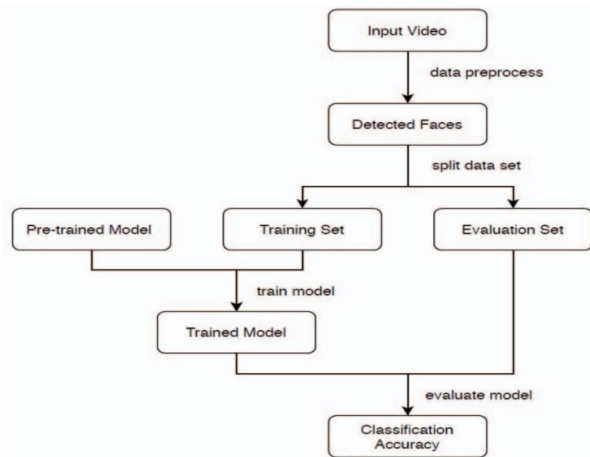 Input Video
data preprocess
Detected Faces
split data set
Pre-trained Model
Training Set
Evaluation Set
train model
Trained Model
evaluate model
Classification
Accuracy